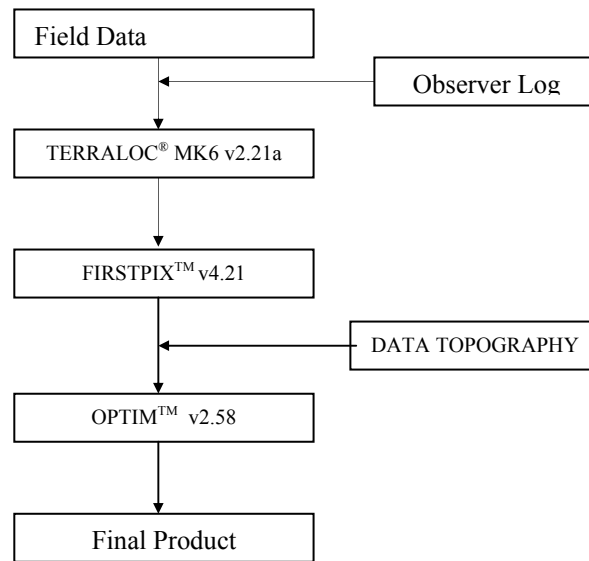 Field Data
Observer Log
TERRALOC® MK6 v2.21a
FIRSTPIX™ v4.21
DATA TOPOGRAPHY
OPTIM™ v2.58
Final Product